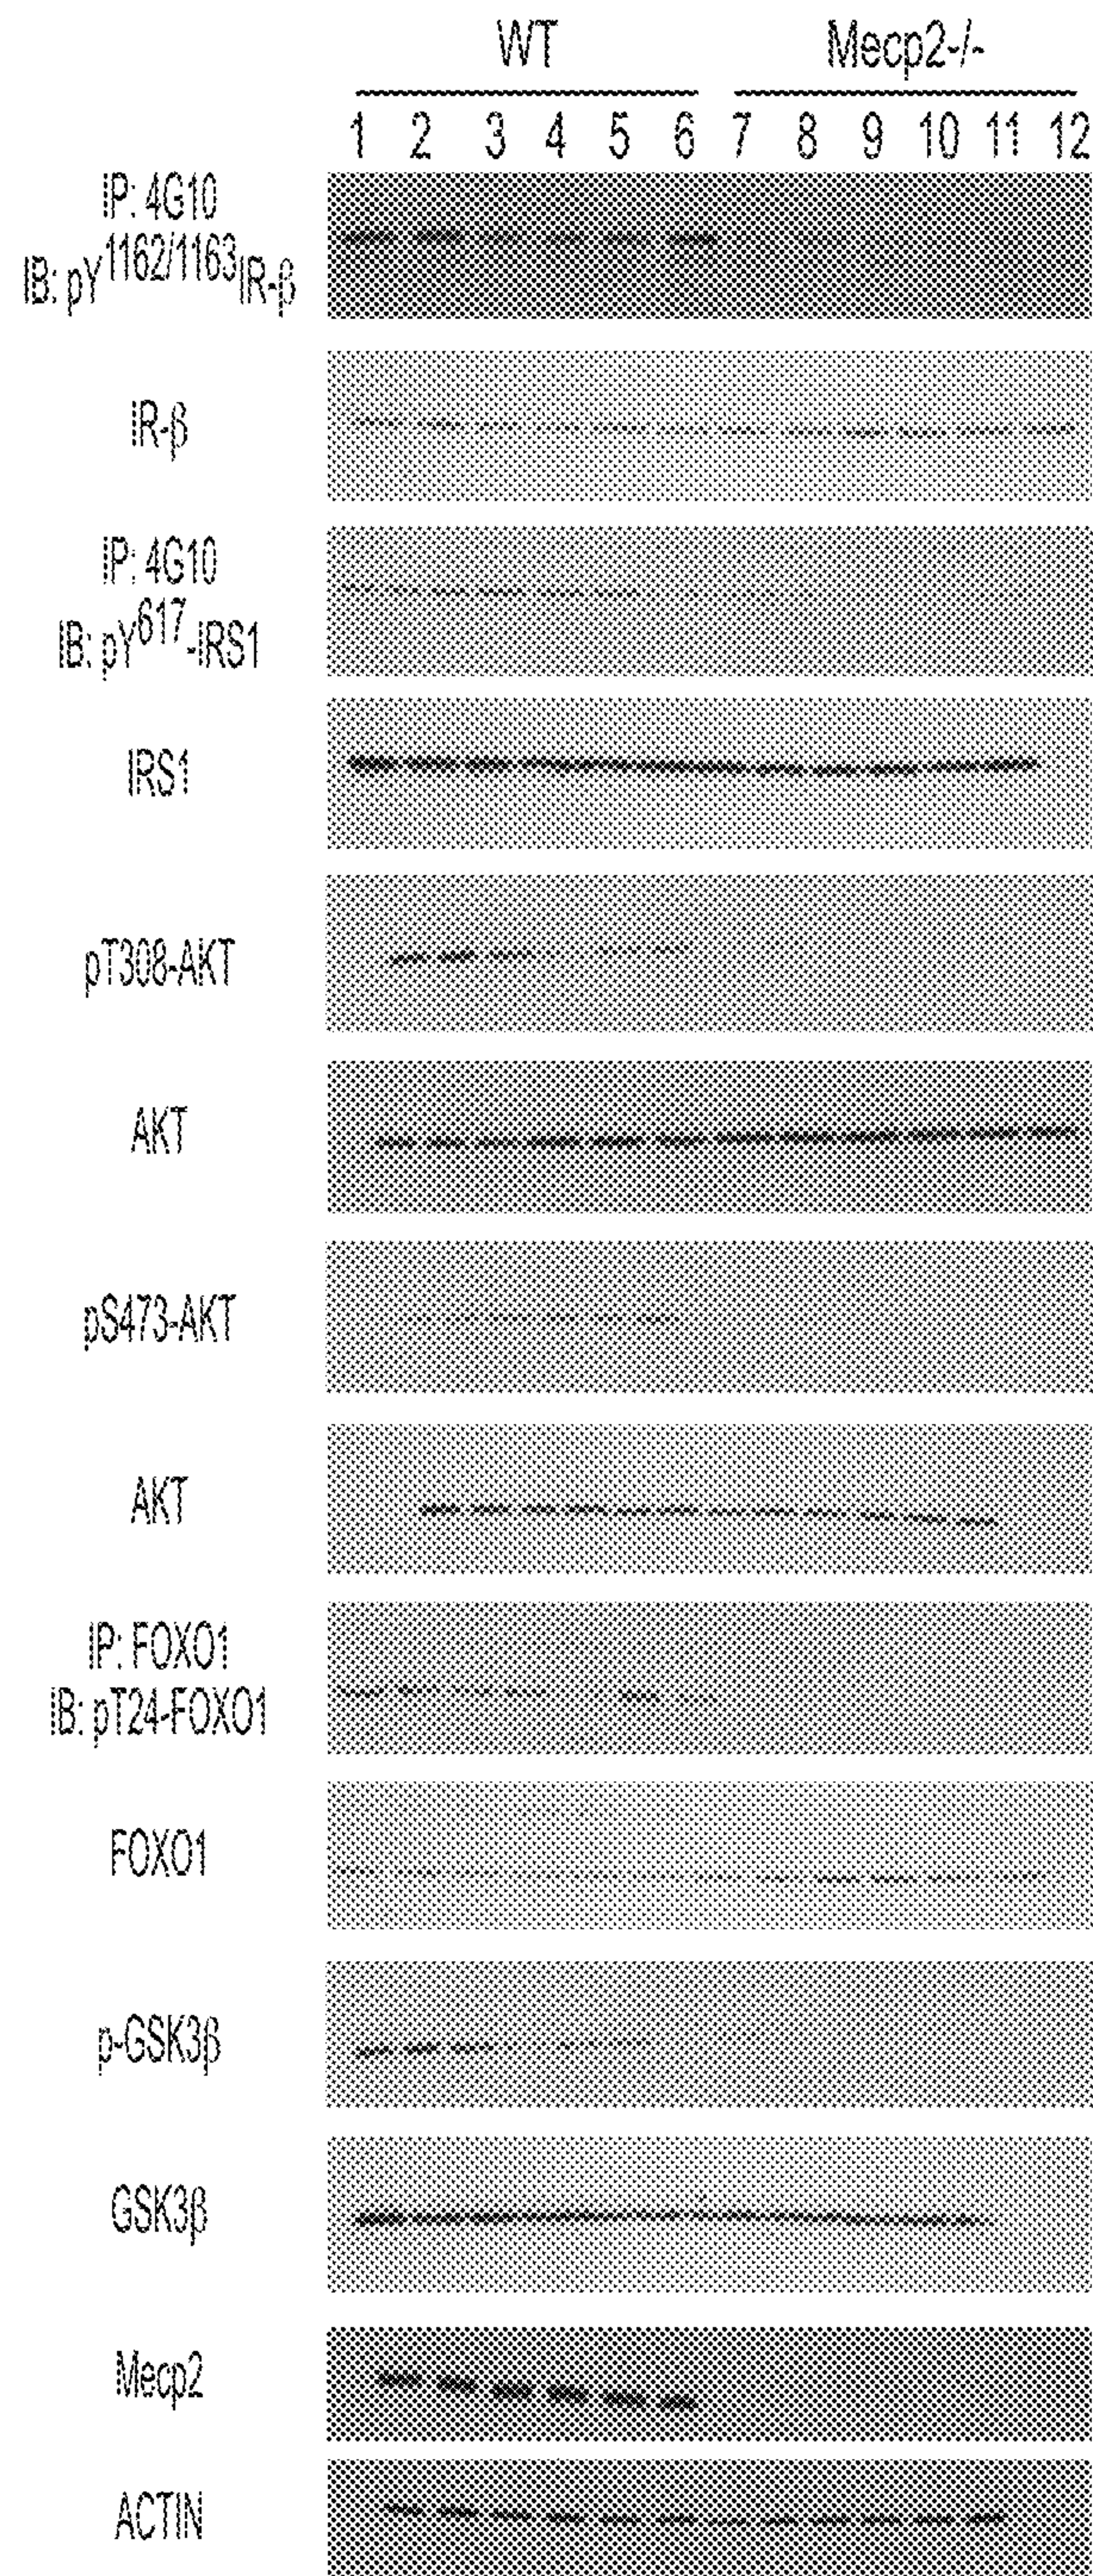 WT Mecp2-/-
1 2 3 4 5 6 7 8 9 10 11 12
IP: 4G10
IB: pY1162/1163IR-β
IR-β
IP: 4G10
IB: pY617-IRS1
IRS1
pT308-AKT
AKT
pS473-AKT
AKT
IP: FOXO1
IB: pT24-FOXO1
FOXO1
p-GSK3β
GSK3β
Mecp2
ACTIN